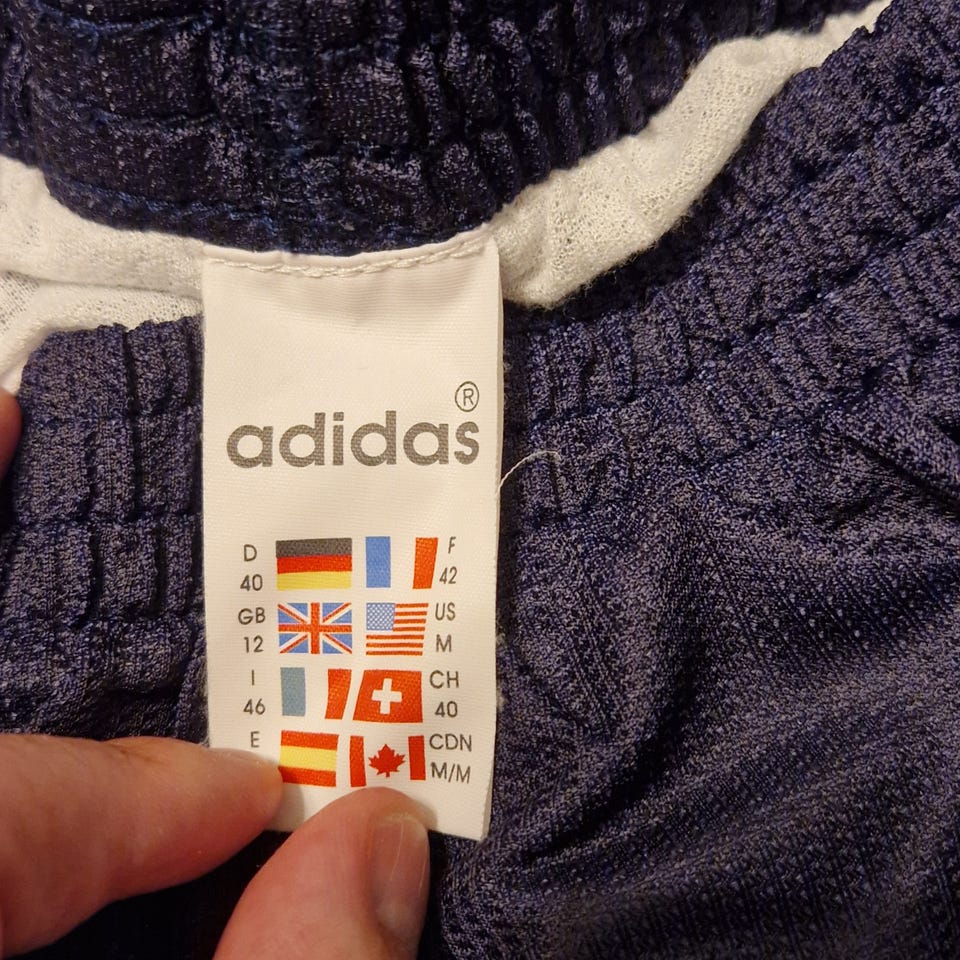 adidas®
D F
40 42
GB US
12 M
I CH
46 40
E CDN
M/M